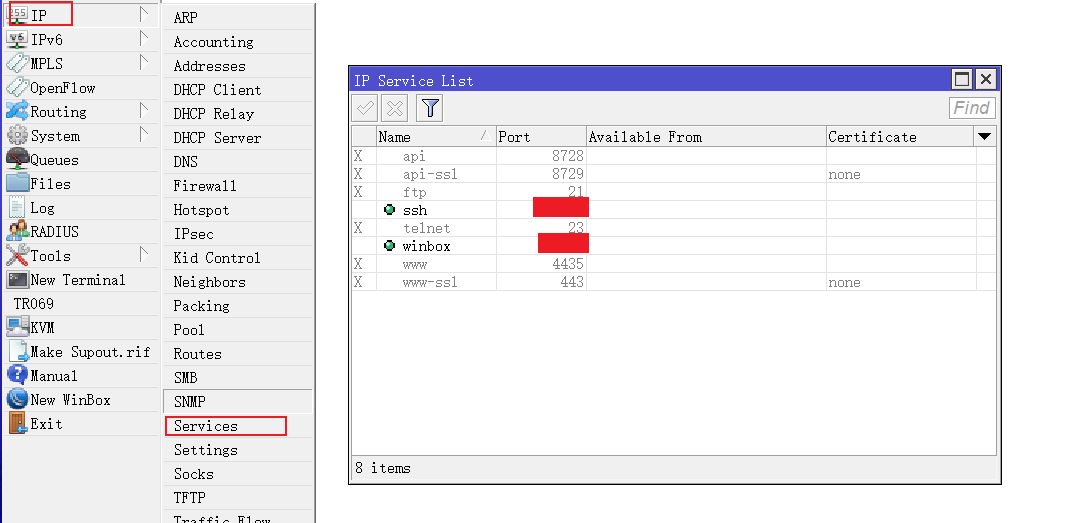 IP
IPv6
MPLS
OpenFlow
Routing
System
Queues
Files
Log
RADIUS
Tools
New Terminal
TR069
KVM
Make Supout.rif
Manual
New WinBox
Exit
ARP
Accounting
Addresses
DHCP Client
DHCP Relay
DHCP Server
DNS
Firewall
Hotspot
IPsec
Kid Control
Neighbors
Packing
Pool
Routes
SMB
SNMP
Services
Settings
Socks
TFTP
Traffic Flow
IP Service List
Find
Name Port Available From Certificate
X api 8728
X api-ssl 8729 none
X ftp 21
ssh
X telnet 23
winbox
X www 4435
X www-ssl 443 none
8 items